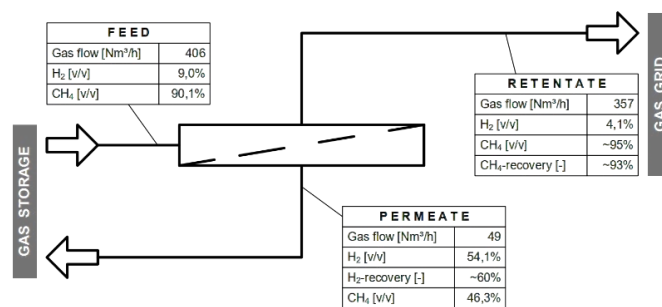 FEED
Gas flow [Nm³/h] 406
H₂ [v/v] 9,0%
CH₄ [v/v] 90,1%
RETENTATE
Gas flow [Nm³/h] 357
H₂ [v/v] 4,1%
CH₄ [v/v] ~95%
CH₄-recovery [-] ~93%
PERMEATE
Gas flow [Nm³/h] 49
H₂ [v/v] 54,1%
H₂-recovery [-] ~60%
CH₄ [v/v] 46,3%
GAS STORAGE
GAS GRID